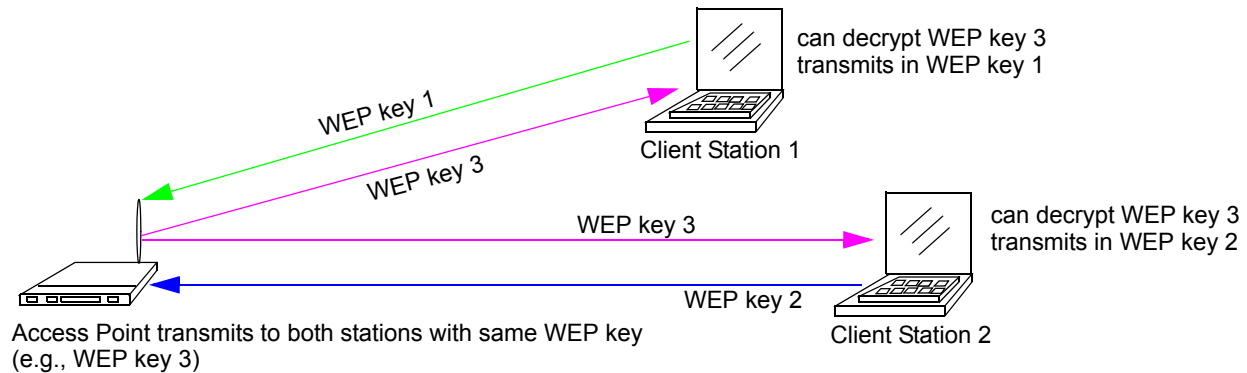 can decrypt WEP key 3
transmits in WEP key 1
WEP key 1
Client Station 1
WEP key 3
can decrypt WEP key 3
transmits in WEP key 2
WEP key 3
WEP key 2
Client Station 2
Access Point transmits to both stations with same WEP key
(e.g., WEP key 3)